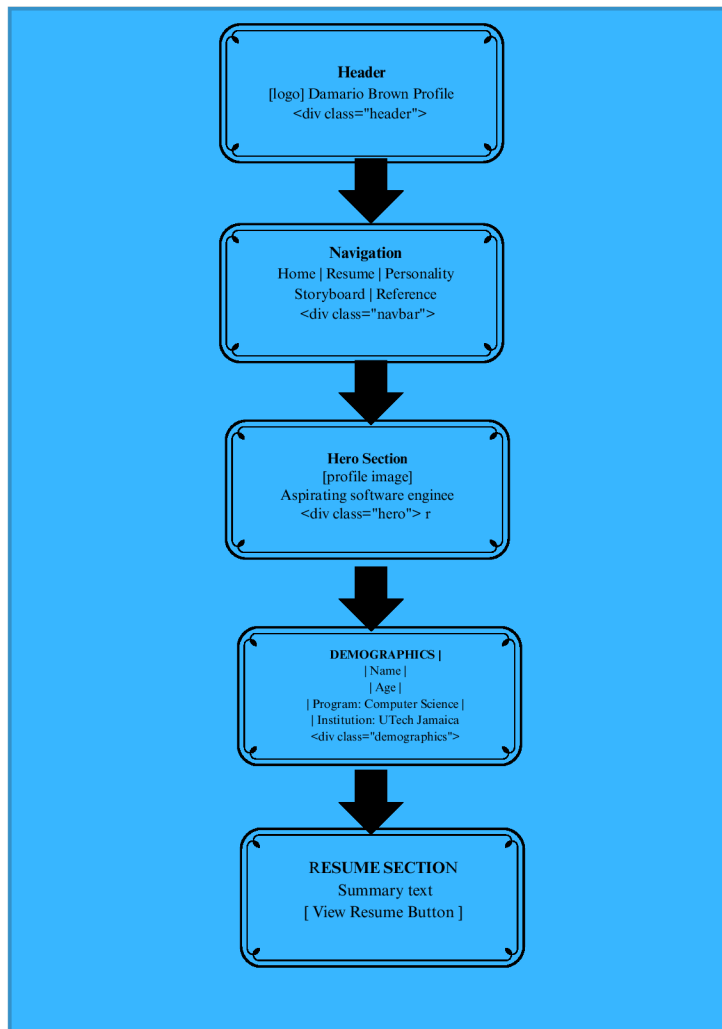 Header
[logo] Damario Brown Profile
<div class="header">
Navigation
Home | Resume | Personality
Storyboard | Reference
<div class="navbar">
Hero Section
[profile image]
Aspirating software enginee
<div class="hero"> r
DEMOGRAPHICS |
| Name |
| Age |
| Program: Computer Science |
| Institution: UTech Jamaica
<div class="demographics">
RESUME SECTION
Summary text
[ View Resume Button ]